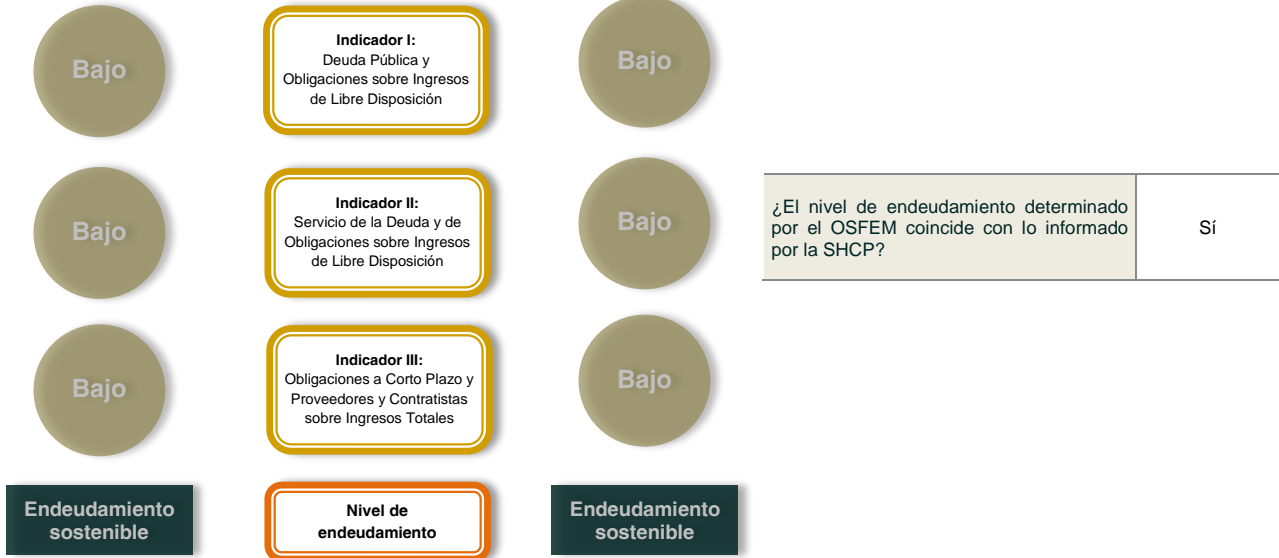 Bajo
Indicador I:
Deuda Pública y
Obligaciones sobre Ingresos
de Libre Disposición
Bajo
Bajo
Indicador II:
Servicio de la Deuda y de
Obligaciones sobre Ingresos
de Libre Disposición
Bajo
¿El nivel de endeudamiento determinado
por el OSFEM coincide con lo informado
por la SHCP?
Sí
Bajo
Indicador III:
Obligaciones a Corto Plazo y
Proveedores y Contratistas
sobre Ingresos Totales
Bajo
Endeudamiento
sostenible
Nivel de
endeudamiento
Endeudamiento
sostenible